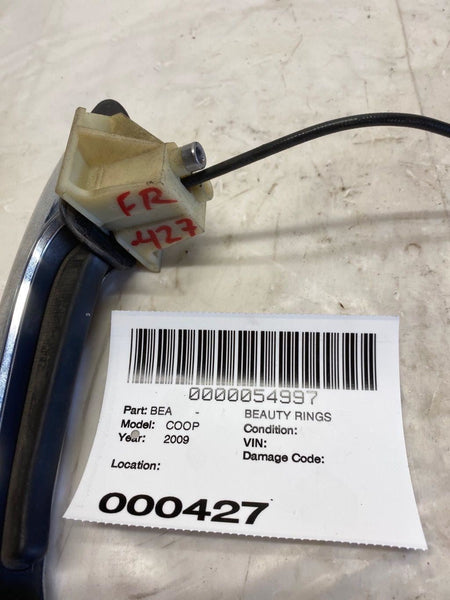 FR
427
0000054997
Part: BEA - BEAUTY RINGS
Model: COOP Condition:
Year: 2009 VIN:
Damage Code:
Location:
000427